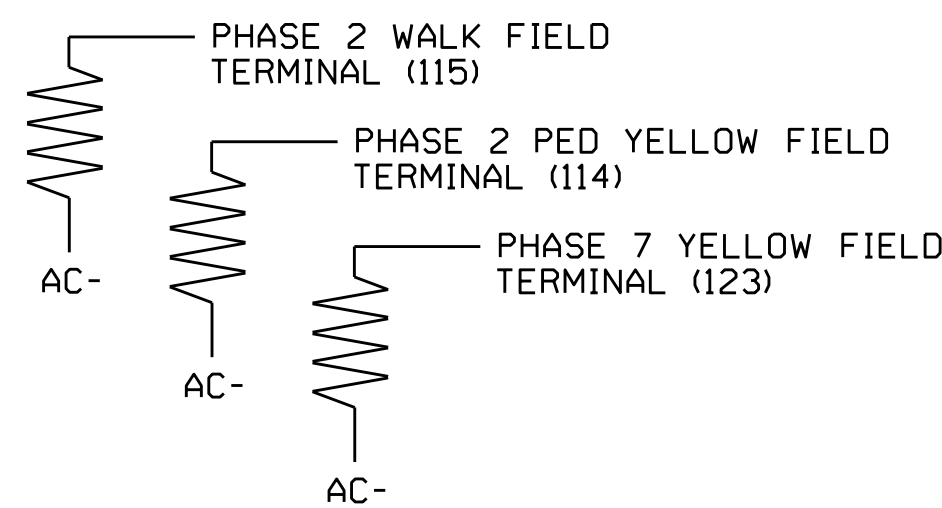 PHASE 2 WALK FIELD
TERMINAL (115)
AC-
PHASE 2 PED YELLOW FIELD
TERMINAL (114)
AC-
PHASE 7 YELLOW FIELD
TERMINAL (123)
AC-